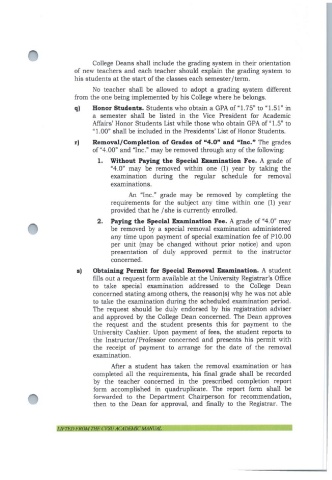 College Deans shall include the grading system in their orientation
of new teachers and each teacher should explain the grading system to
his students at the start of the classes each semester/term.
No teacher shall be allowed to adopt a grading system different
from the one being implemented by his College where he belongs.
q) Honor Students. Students who obtain a GPA of "1.75" to "1.51" in
a semester shall be listed in the Vice President for Academic
Affairs' Honor Students List while those who obtain GPA of "1.5" to
"1.00" shall be included in the Presidents' List of Honor Students.
r) Removal/Completion of Grades of "4.0" and "Inc." The grades
of "4.00" and "Inc." may be removed through any of the following:
1. Without Paying the Special Examination Fee. A grade of
"4.0" may be removed within one (1) year by taking the
examination during the regular schedule for removal
examinations.
An "Inc." grade may be removed by completing the
requirements for the subject any time within one (1) year
provided that he /she is currently enrolled.
2. Paying the Special Examination Fee. A grade of "4.0" may
be removed by a special removal examination administered
any time upon payment of special examination fee of P10.00
per unit (may be changed without prior notice) and upon
presentation of duly approved permit to the instructor
concerned.
s) Obtaining Permit for Special Removal Examination. A student
fills out a request form available at the University Registrar's Office
to take special examination addressed to the College Dean
concerned stating among others, the reason(s) why he was not able
to take the examination during the scheduled examination period.
The request should be duly endorsed by his registration adviser
and approved by the College Dean concerned. The Dean approves
the request and the student presents this for payment to the
University Cashier. Upon payment of fees, the student reports to
the Instructor/Professor concerned and presents his permit with
the receipt of payment to arrange for the date of the removal
examination.
After a student has taken the removal examination or has
completed all the requirements, his final grade shall be recorded
by the teacher concerned in the prescribed completion report
form accomplished in quadruplicate. The report form shall be
forwarded to the Department Chairperson for recommendation,
then to the Dean for approval, and finally to the Registrar. The
LIFTED FROM THE CVSU ACADEMIC MANUAL